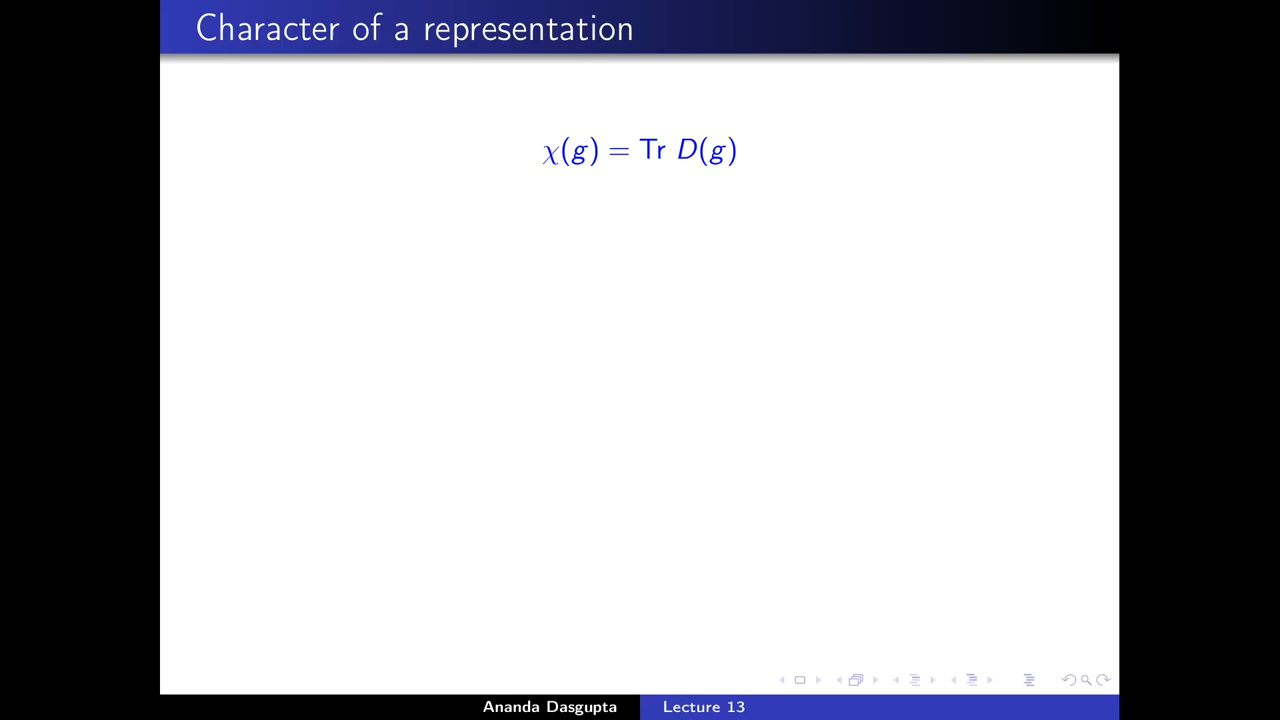 Character of a representation
χ(g) = Tr D(g)
Ananda Dasgupta Lecture 13